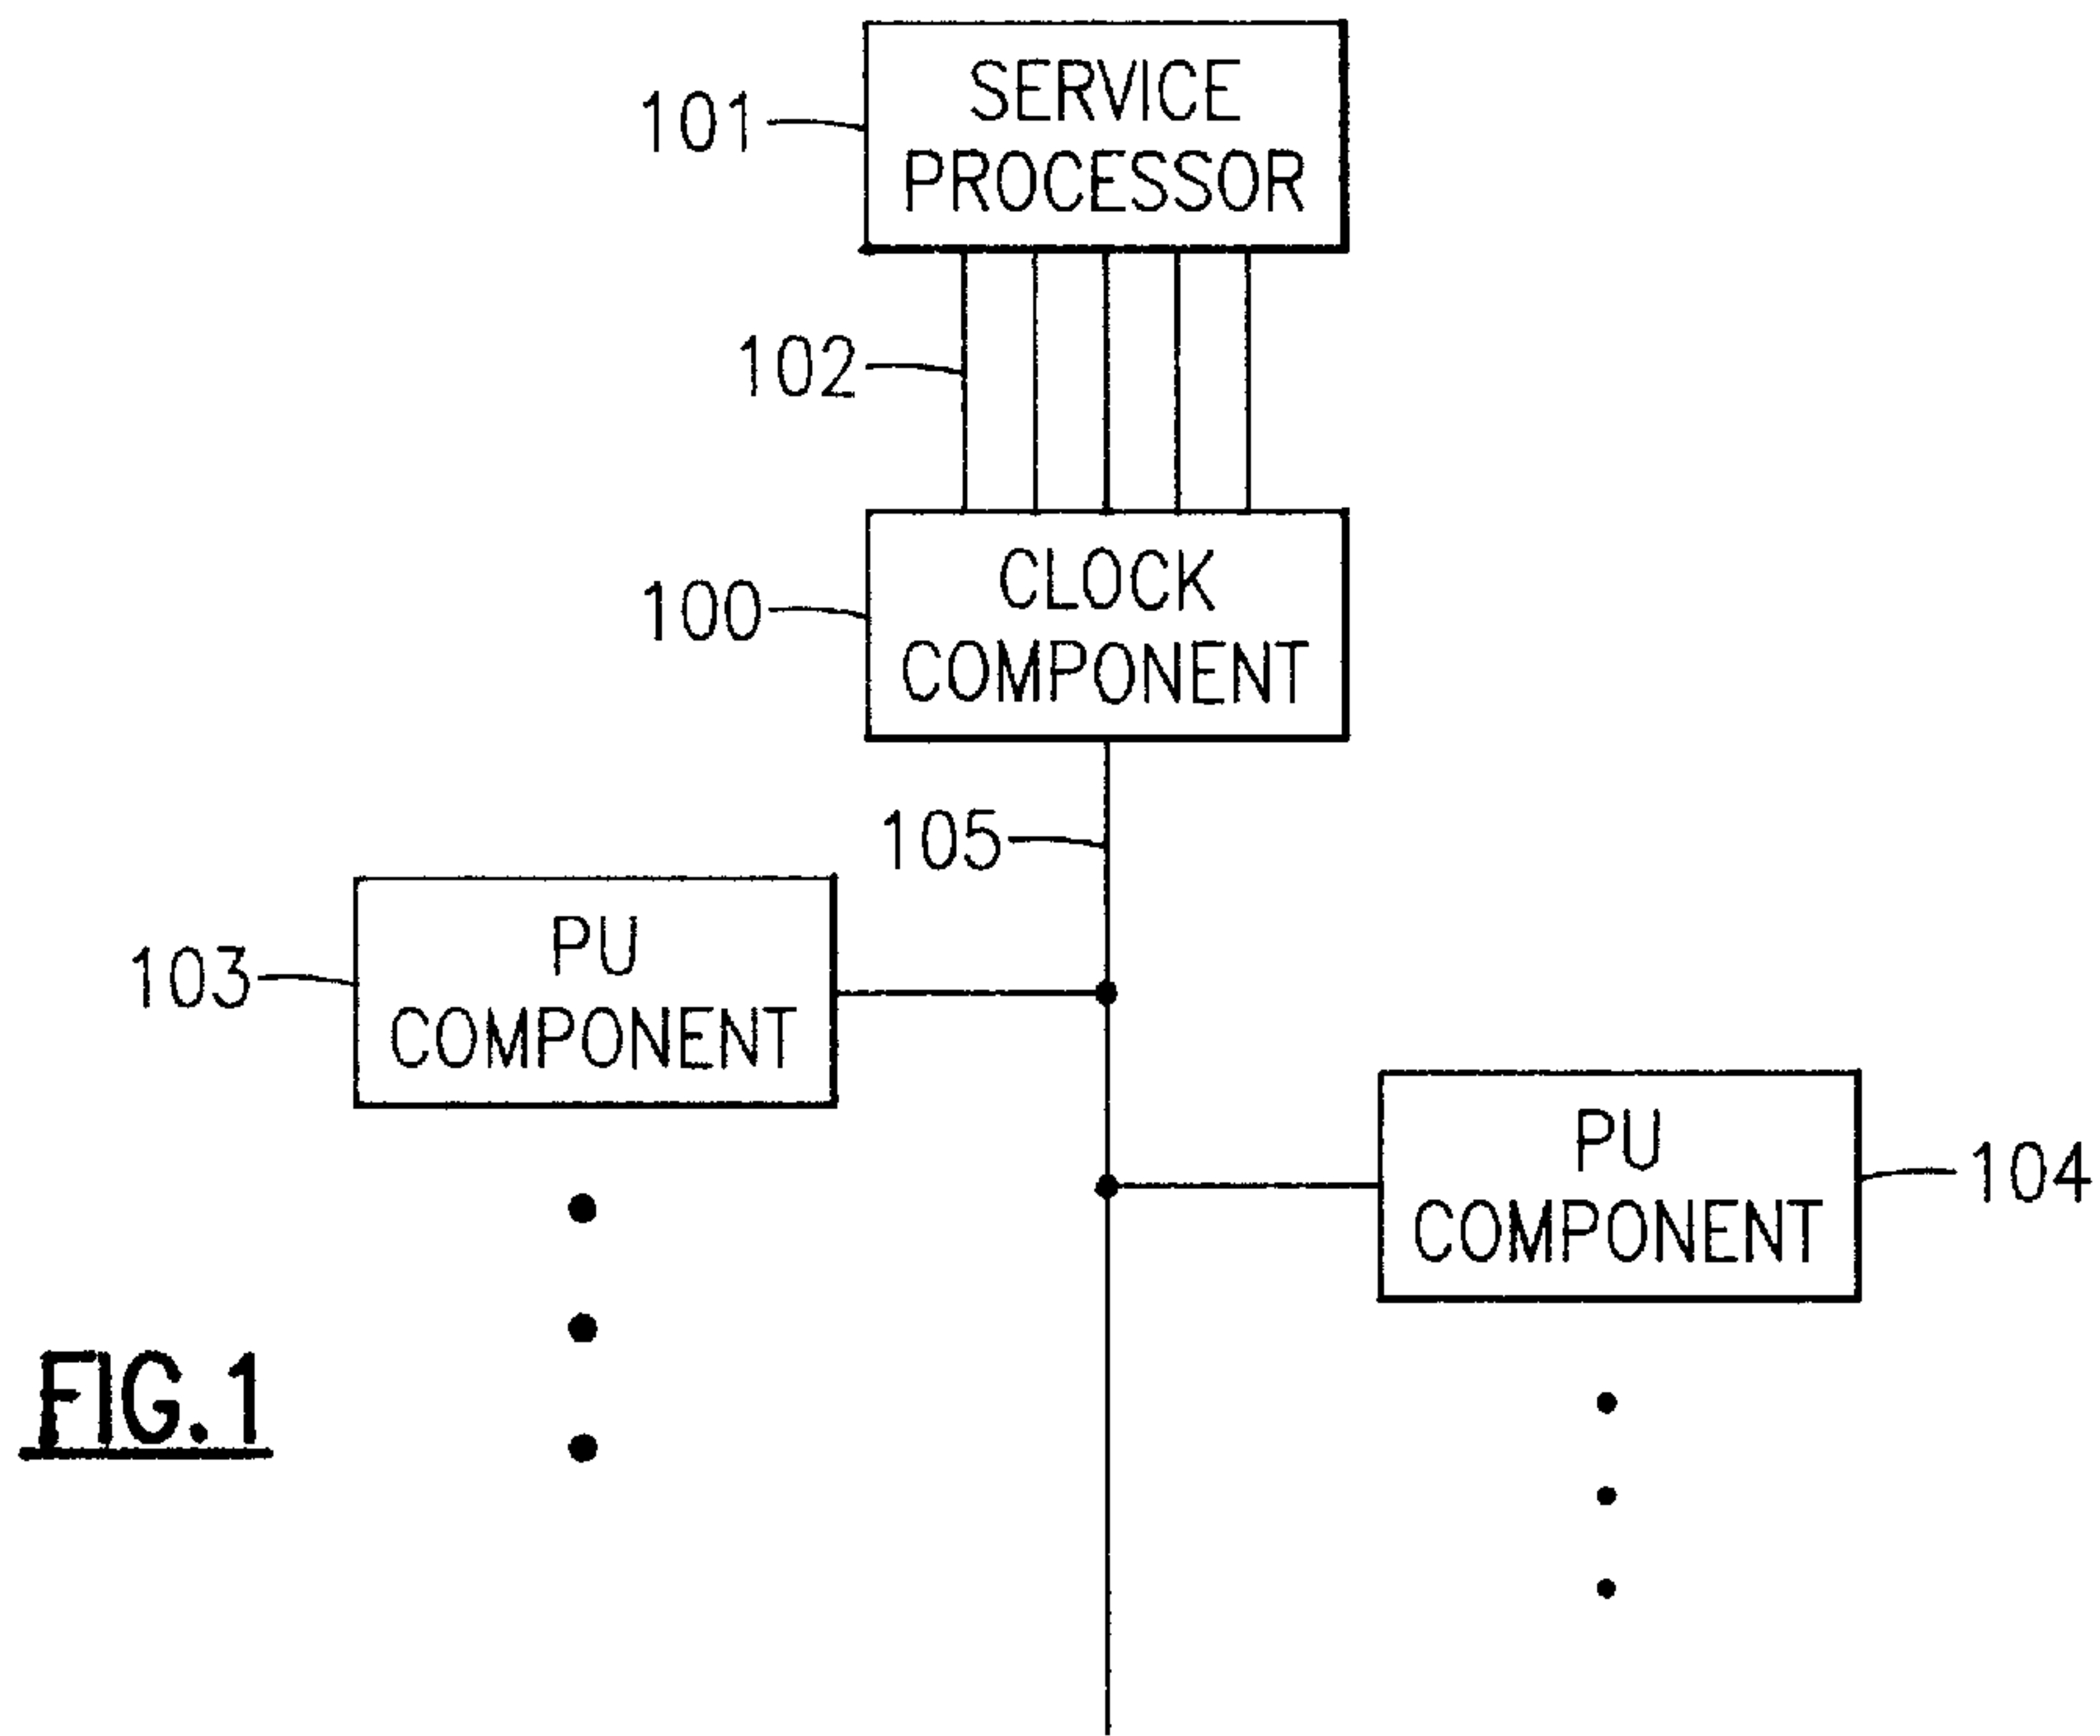 SERVICE
PROCESSOR
101
102
CLOCK
COMPONENT
100
105
PU
COMPONENT
103
PU
COMPONENT
104
FIG.1